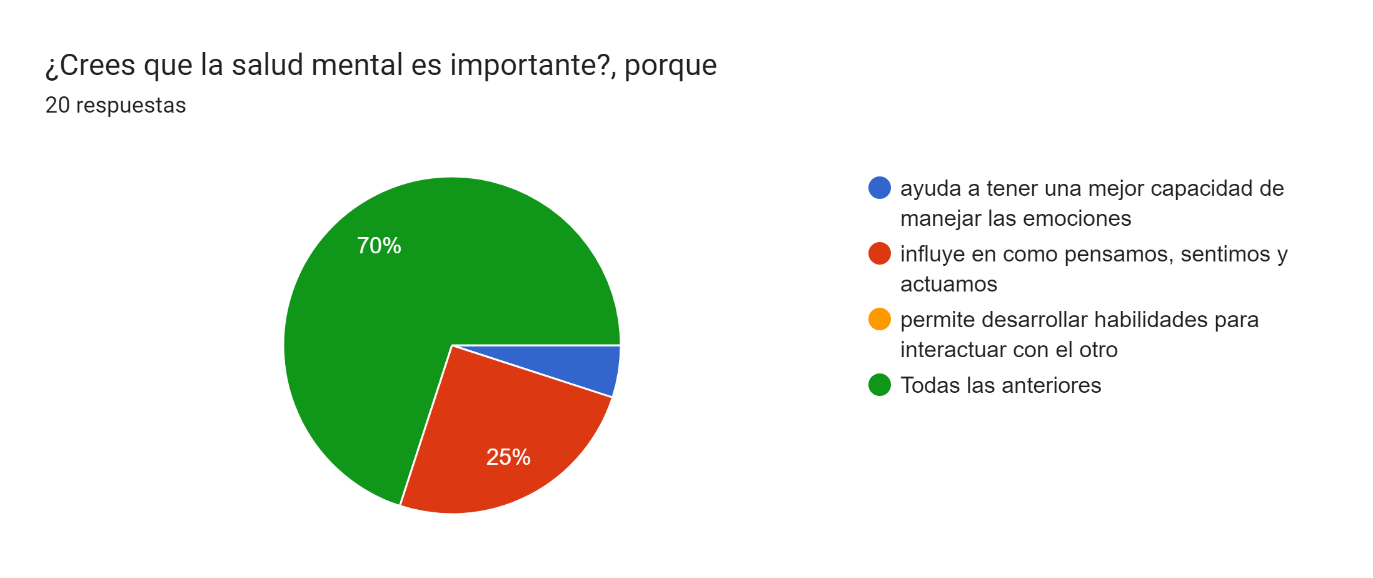 ¿Crees que la salud mental es importante?, porque
20 respuestas
70%
25%
ayuda a tener una mejor capacidad de
manejar las emociones
influye en como pensamos, sentimos y
actuamos
permite desarrollar habilidades para
interactuar con el otro
Todas las anteriores